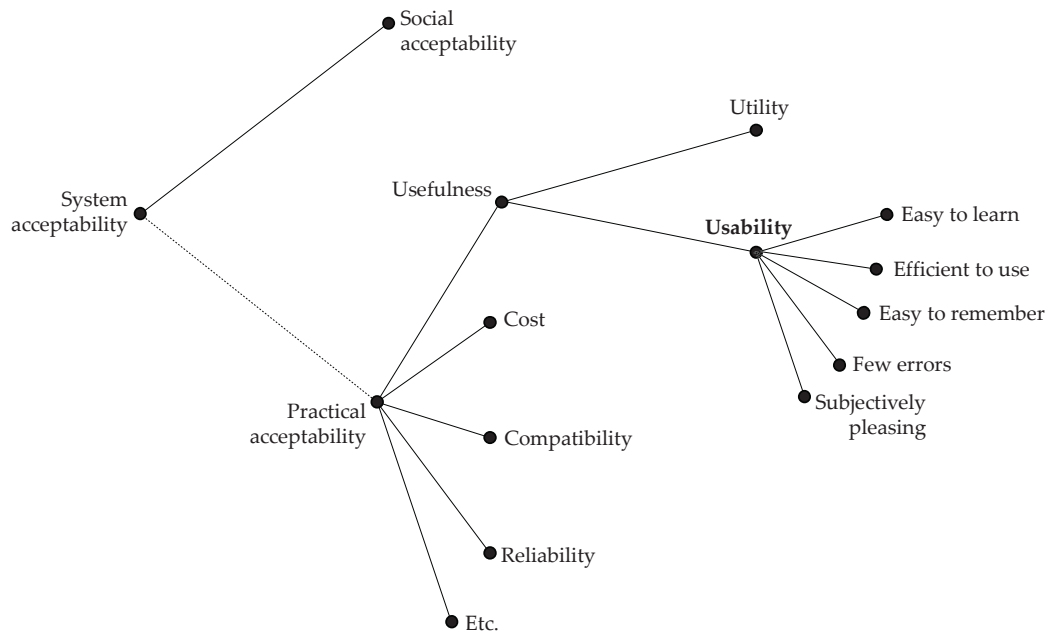 Social
acceptability
Utility
System
acceptability
Usefulness
Usability
Easy to learn
Efficient to use
Easy to remember
Few errors
Subjectively
pleasing
Cost
Practical
acceptability
Compatibility
Reliability
Etc.